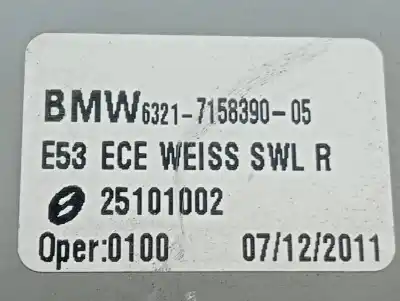 BMW6321-7158390-05
E53 ECE WEISS SWL R
25101002
Oper:0100 07/12/2011